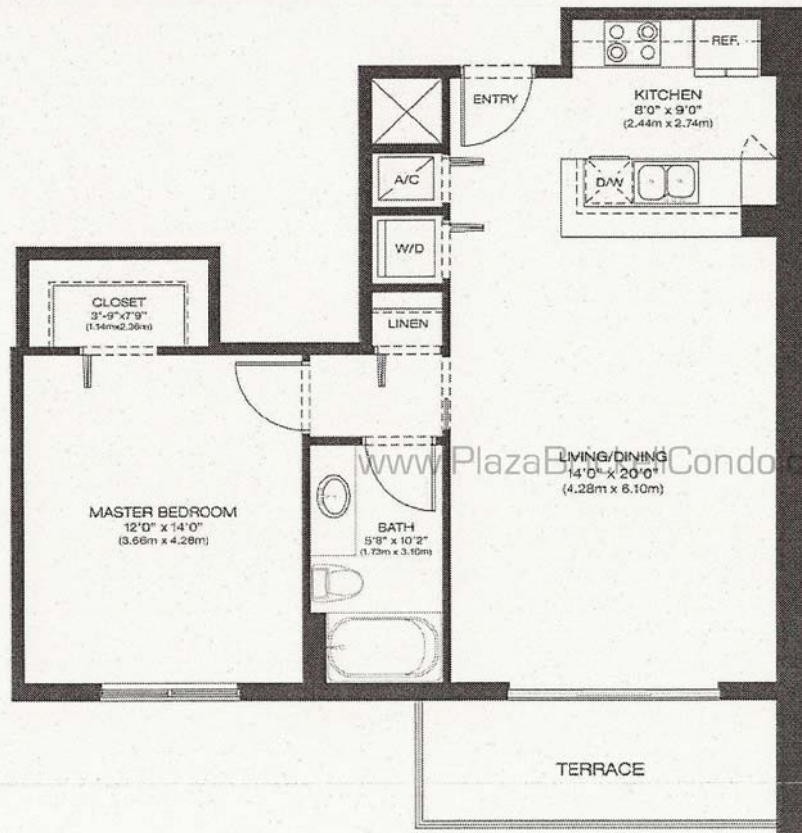 REF.
ENTRY
KITCHEN
8'0" x 9'0"
(2.44m x 2.74m)
A/C
D/W
W/D
CLOSET
3'-9"x7'9"
(1.14mx2.36m)
LINEN
www.PlazaBrickellCondo.c
LIVING/DINING
14'0" x 20'0"
(4.28m x 6.10m)
MASTER BEDROOM
12'0" x 14'0"
(3.66m x 4.28m)
BATH
5'8" x 10'2"
(1.73m x 3.10m)
TERRACE